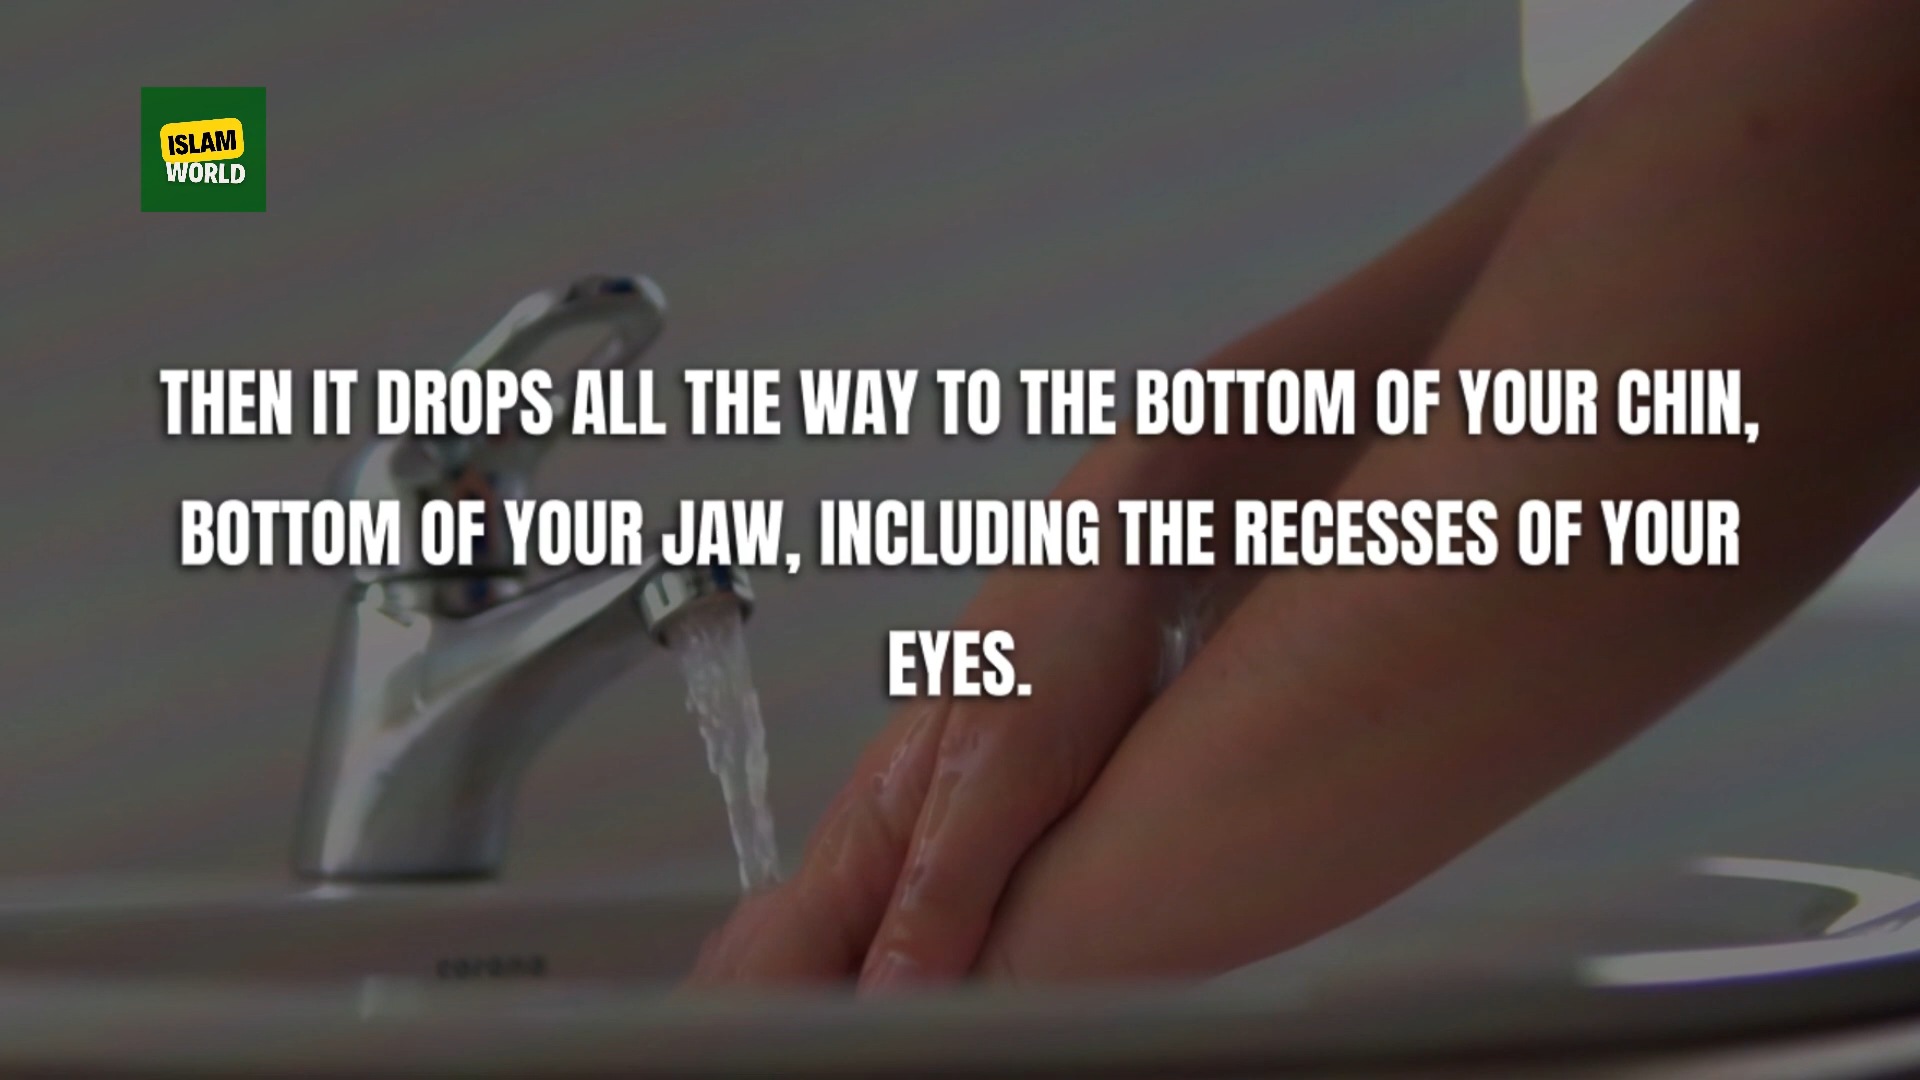 ISLAM
WORLD
THEN IT DROPS ALL THE WAY TO THE BOTTOM OF YOUR CHIN,
BOTTOM OF YOUR JAW, INCLUDING THE RECESSES OF YOUR
EYES.
corona